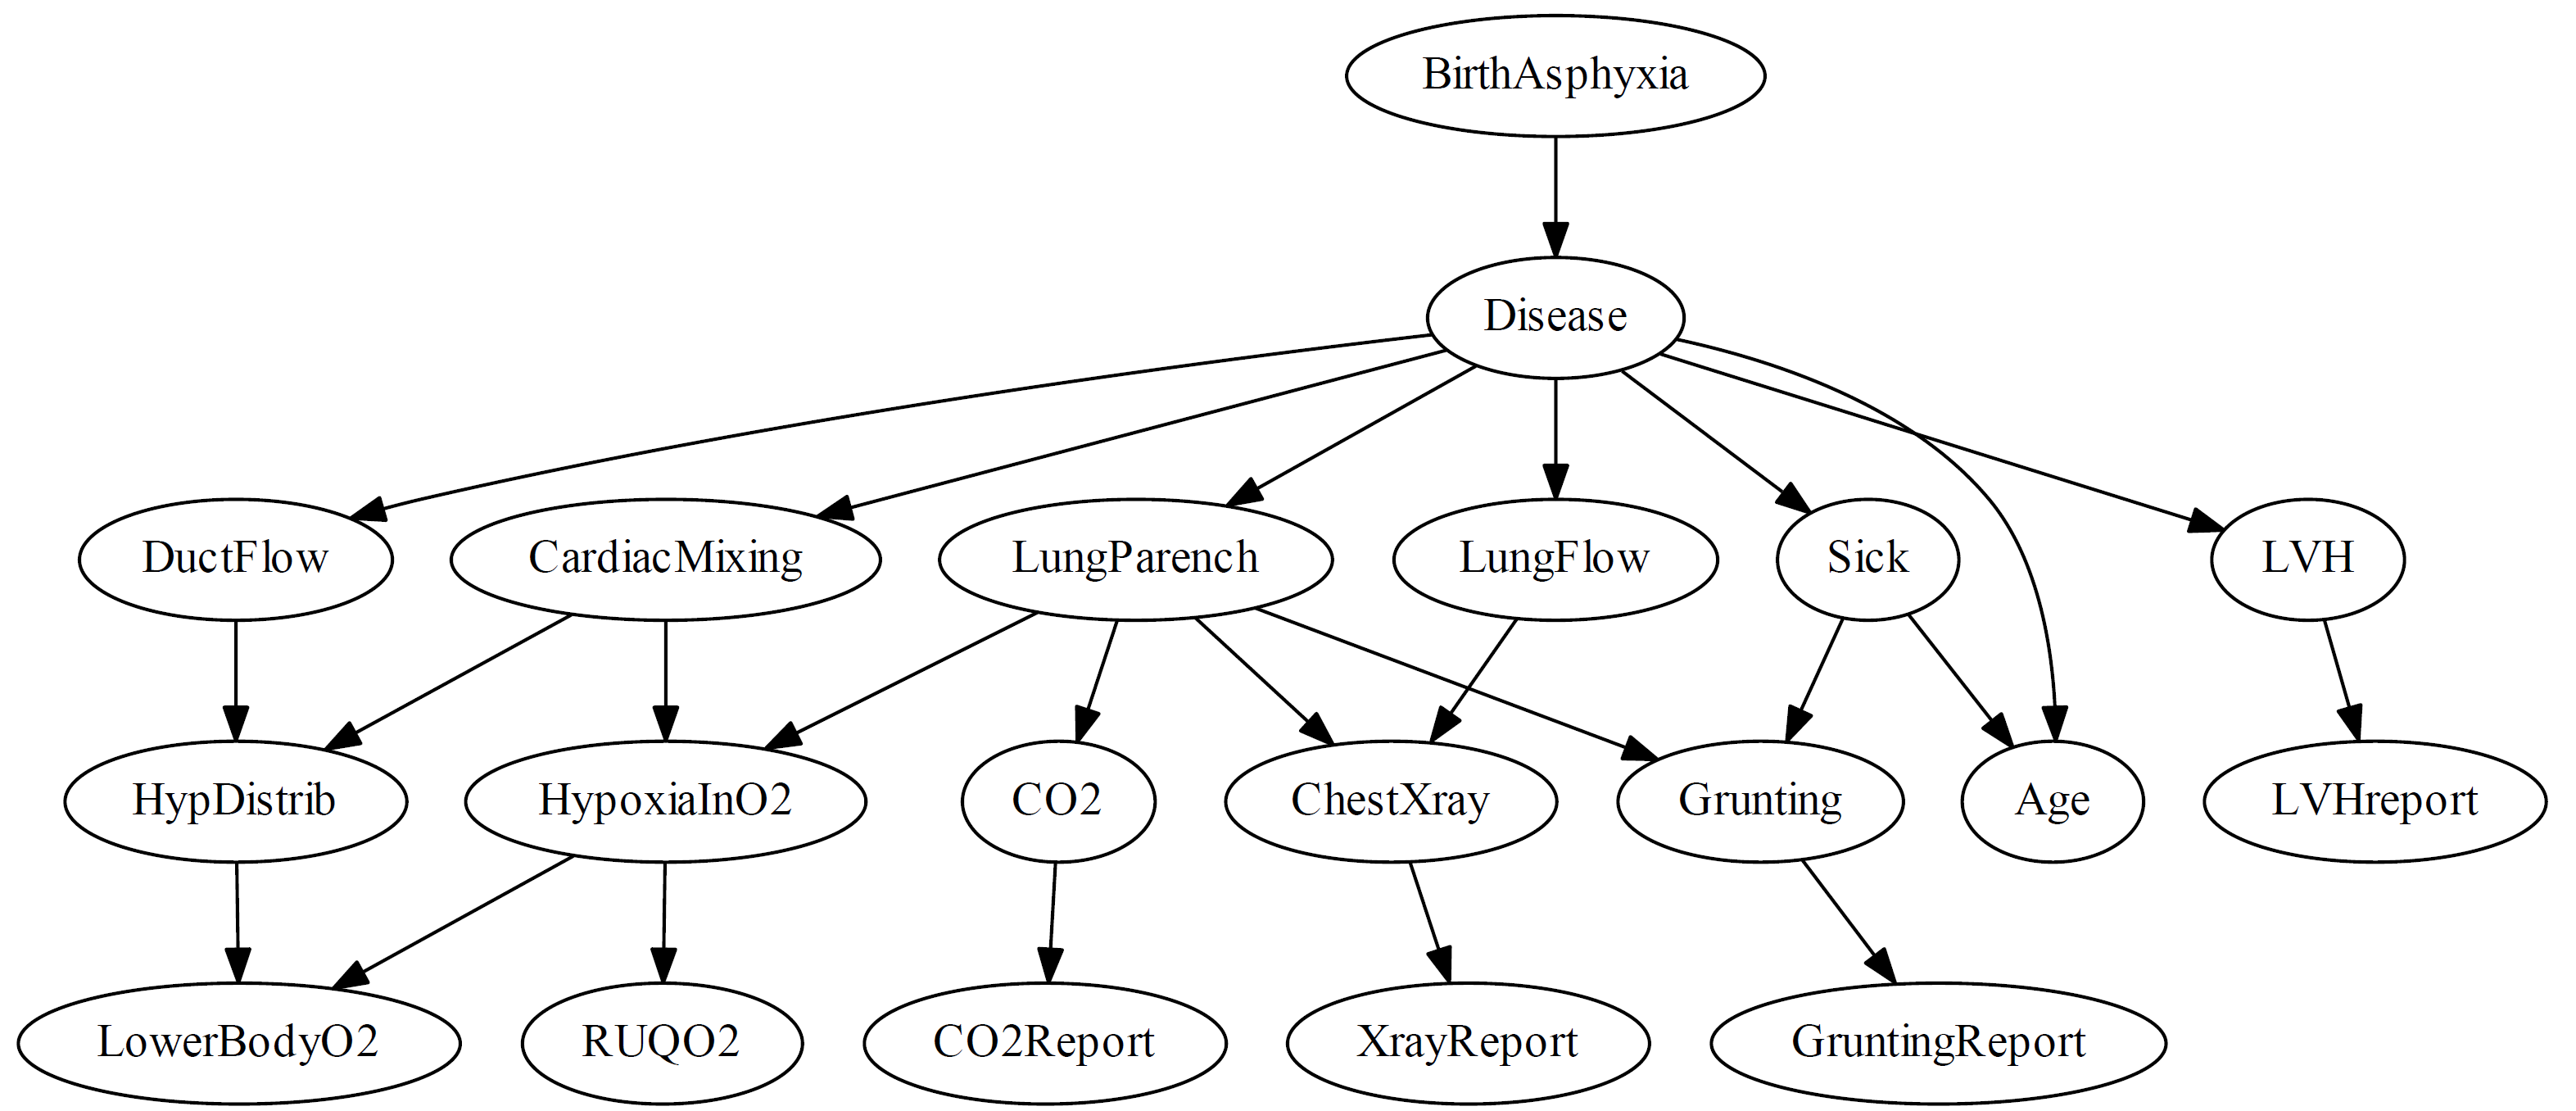 BirthAsphyxia
Disease
DuctFlow
CardiacMixing
LungParench
LungFlow
Sick
LVH
HypDistrib
HypoxiaInO2
CO2
ChestXray
Grunting
Age
LVHreport
LowerBodyO2
RUQO2
CO2Report
XrayReport
GruntingReport